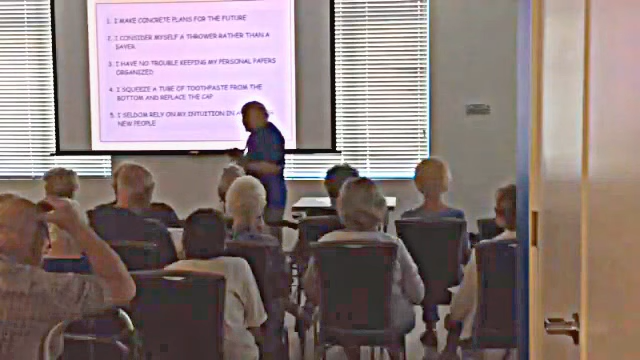 1. I MAKE CONCRETE PLANS FOR THE FUTURE
2. I CONSIDER MYSELF A THROWER RATHER THAN A
SAVER
3. I HAVE NO TROUBLE KEEPING MY PERSONAL PAPERS
ORGANIZED
4. I SQUEEZE A TUBE OF TOOTHPASTE FROM THE
BOTTOM AND REPLACE THE CAP
5. I SELDOM RELY ON MY INTUITION IN
NEW PEOPLE